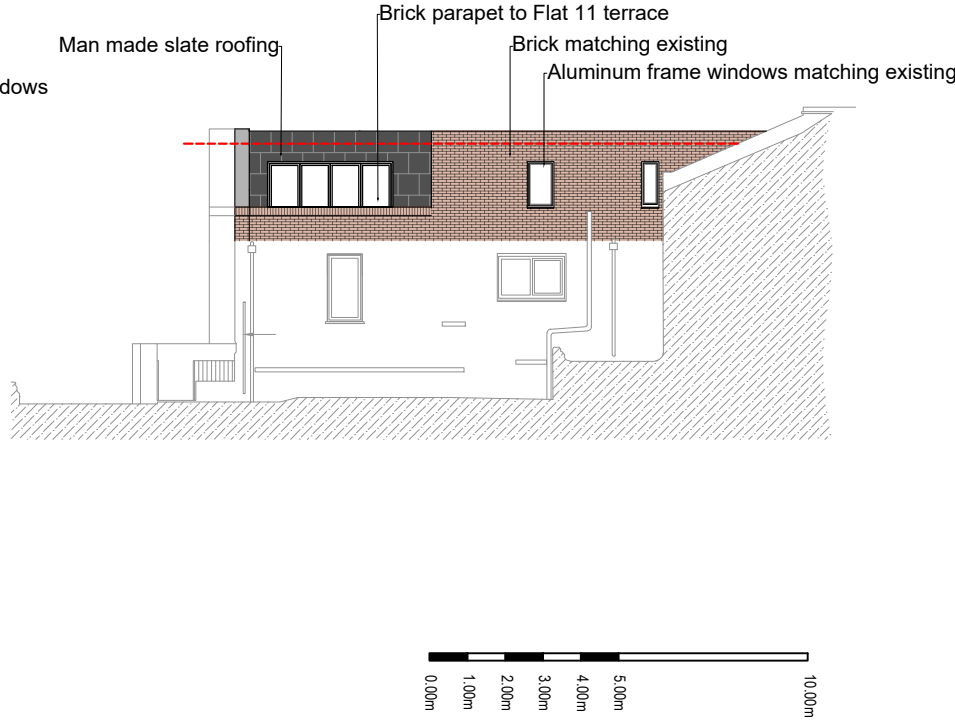 Brick parapet to Flat 11 terrace
Man made slate roofing
Brick matching existing
Aluminum frame windows matching existing
dows
0.00m
1.00m
2.00m
3.00m
4.00m
5.00m
10.00m